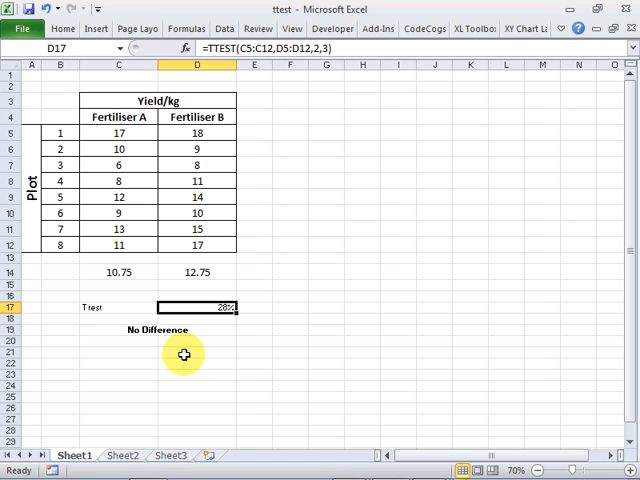 ttest - Microsoft Excel
File Home Insert Page Layo Formulas Data Review View Developer Add-Ins CodeCogs XL Toolbox XY Chart La
D17 fx =TTEST(C5:C12,D5:D12,2,3)
A B C D E F G H I J K L M N O
1
2
3 Yield/kg
4 Fertiliser A Fertiliser B
Plot
5 1 17 18
6 2 10 9
7 3 6 8
8 4 8 11
9 5 12 14
10 6 9 10
11 7 13 15
12 8 11 17
13
14 10.75 12.75
15
16
17 T test 28%
18
19 No Difference
20
21
22
23
24
25
26
27
28
29
Sheet1 Sheet2 Sheet3
Ready 70%